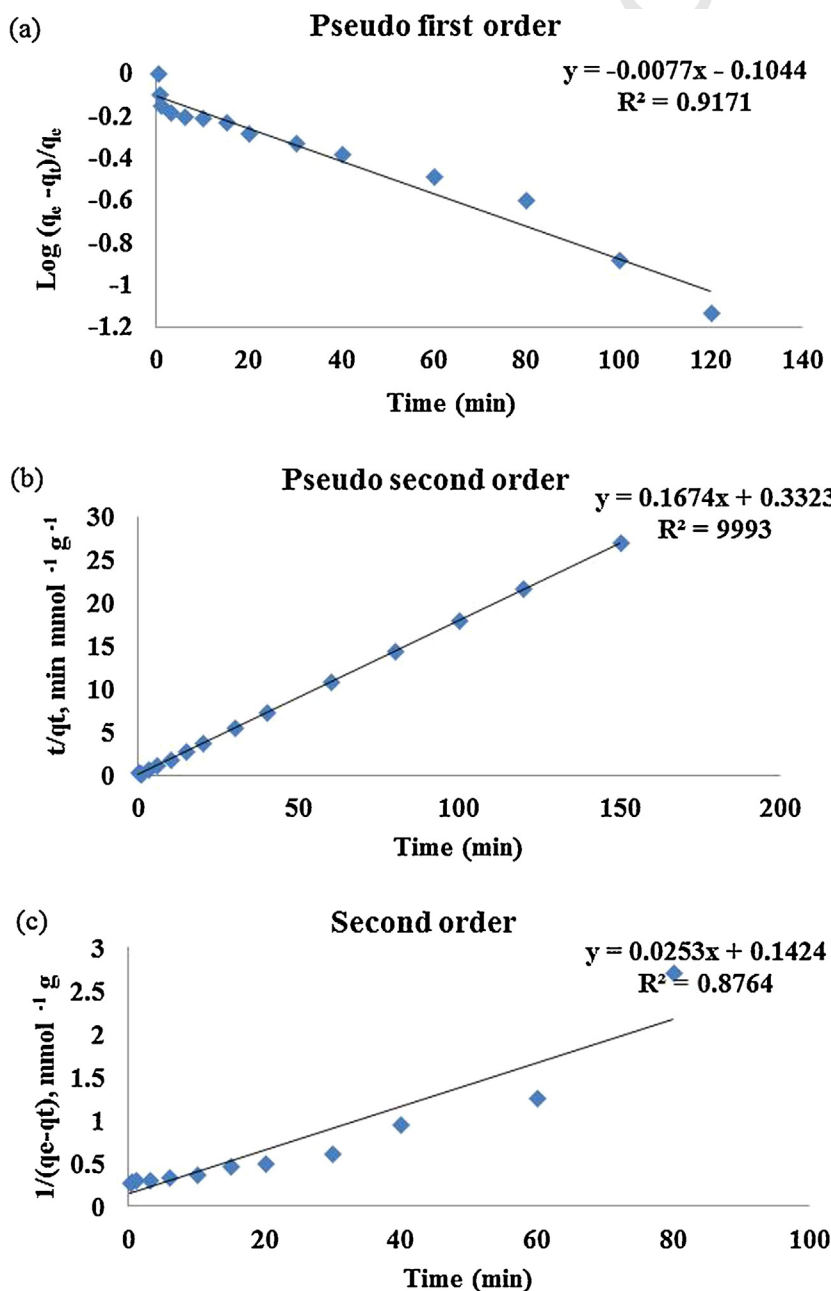 (a)
Pseudo first order
y = -0.0077x - 0.1044
R² = 0.9171
0
-0.2
-0.4
-0.6
-0.8
-1
-1.2
Log (qₑ -qₜ)/qₑ
0 20 40 60 80 100 120 140
Time (min)
(b)
Pseudo second order
y = 0.1674x + 0.3323
R² = 9993
30
25
20
15
10
5
0
t/qt, min mmol ⁻¹ g ⁻¹
0 50 100 150 200
Time (min)
(c)
Second order
y = 0.0253x + 0.1424
R² = 0.8764
3
2.5
2
1.5
1
0.5
0
1/(qe-qt), mmol ⁻¹ g
0 20 40 60 80 100
Time (min)